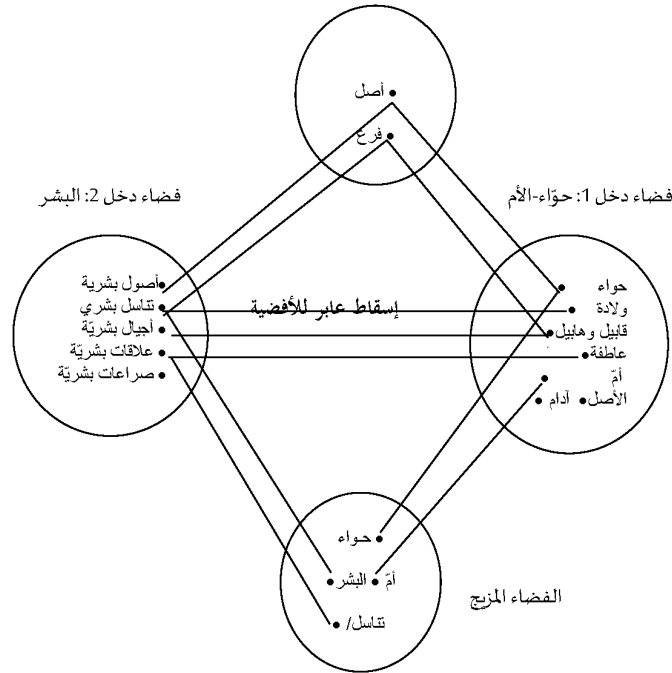 أصل
فرع
فضاء دخل 1: حوّاء-الأم
فضاء دخل 2: البشر
حواء
ولادة
قابيل وهابيل
عاطفة
أمّ
الأصل آدام
إسقاط عابر للأفضية
أصول بشرية
تناسل بشري
أجيال بشريّة
علاقات بشريّة
صراعات بشريّة
حواء
أمّ البشر
تناسل/
الفضاء المزيج